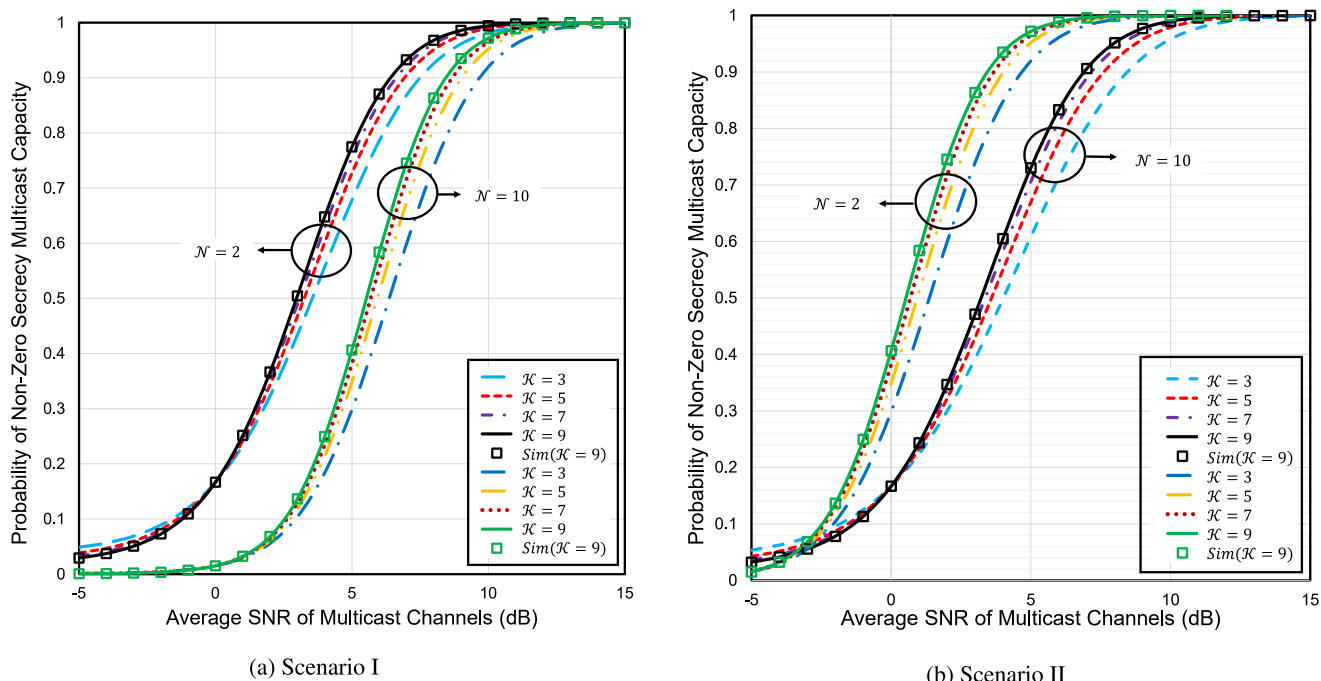 Probability of Non-Zero Secrecy Multicast Capacity
1
0.9
0.8
0.7
0.6
0.5
0.4
0.3
0.2
0.1
0
-5
0
5
10
15
Average SNR of Multicast Channels (dB)
𝒩 = 2
𝒩 = 10
𝒦 = 3
𝒦 = 5
𝒦 = 7
𝒦 = 9
Sim(𝒦 = 9)
𝒦 = 3
𝒦 = 5
𝒦 = 7
𝒦 = 9
Sim(𝒦 = 9)
(a) Scenario I
Probability of Non-Zero Secrecy Multicast Capacity
1
0.9
0.8
0.7
0.6
0.5
0.4
0.3
0.2
0.1
0
-5
0
5
10
15
Average SNR of Multicast Channels (dB)
𝒩 = 2
𝒩 = 10
𝒦 = 3
𝒦 = 5
𝒦 = 7
𝒦 = 9
Sim(𝒦 = 9)
𝒦 = 3
𝒦 = 5
𝒦 = 7
𝒦 = 9
Sim(𝒦 = 9)
(b) Scenario II